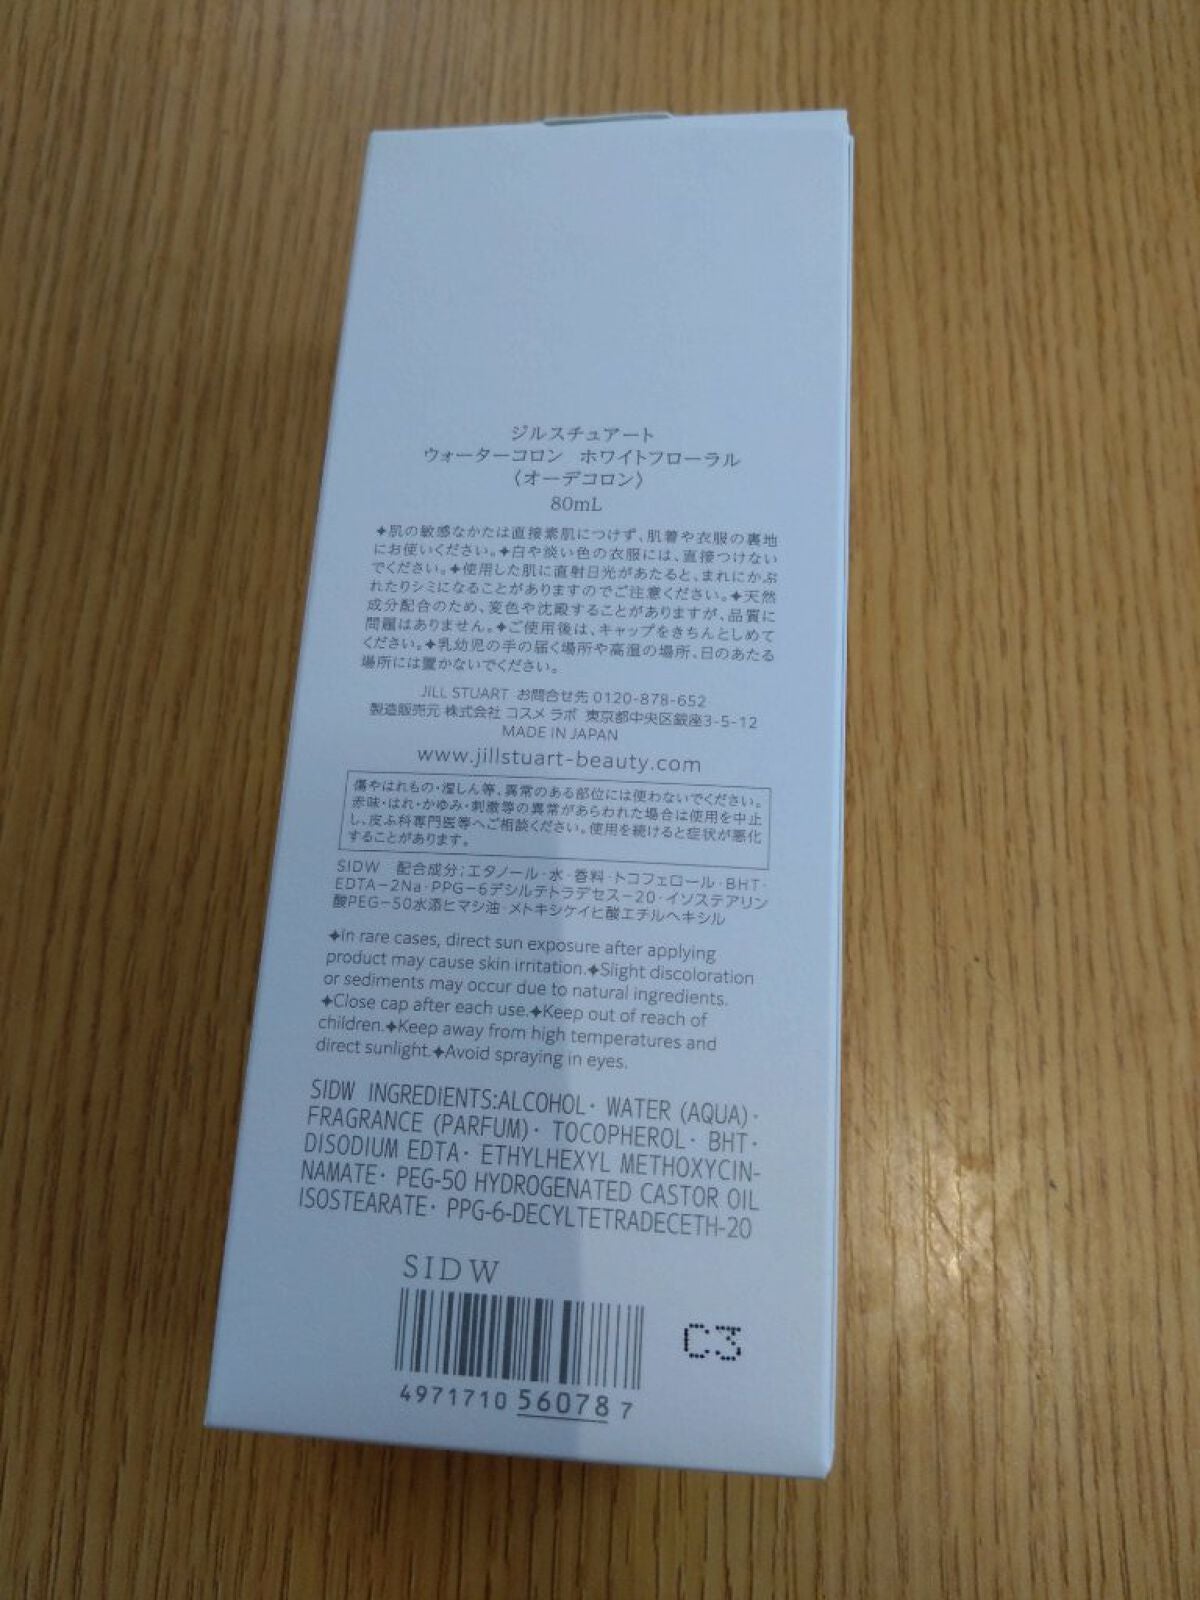 ジルスチュアート
ウォーターコロン ホワイトフローラル
〈オーデコロン〉
80mL
✦肌の敏感なかたは直接素肌につけず、肌着や衣服の裏地
にお使いください。✦白や淡い色の衣服には、直接つけない
でください。✦使用した肌に直射日光があたると、まれにかぶ
れたりシミになることがありますのでご注意ください。✦天然
成分配合のため、変色や沈殿することがありますが、品質に
問題はありません。✦ご使用後は、キャップをきちんとしめて
ください。✦乳幼児の手の届く場所や高温の場所、日のあたる
場所には置かないでください。
JILL STUART お問合せ先 0120-878-652
製造販売元 株式会社 コスメ ラボ 東京都中央区銀座3-5-12
MADE IN JAPAN
www.jillstuart-beauty.com
傷やはれもの・湿しん等、異常のある部位には使わないでください。
赤味・はれ・かゆみ・刺激等の異常があらわれた場合は使用を中止
し、皮ふ科専門医等へご相談ください。使用を続けると症状が悪化
することがあります。
SIDW 配合成分;エタノール・水・香料・トコフェロール・BHT・
EDTA-2Na・PPG-6デシルテトラデセス-20・イソステアリン
酸PEG-50水添ヒマシ油・メトキシケイヒ酸エチルヘキシル
✦In rare cases, direct sun exposure after applying
product may cause skin irritation.✦Slight discoloration
or sediments may occur due to natural ingredients.
✦Close cap after each use.✦Keep out of reach of
children.✦Keep away from high temperatures and
direct sunlight.✦Avoid spraying in eyes.
SIDW INGREDIENTS:ALCOHOL・ WATER (AQUA)・
FRAGRANCE (PARFUM)・ TOCOPHEROL・ BHT・
DISODIUM EDTA・ ETHYLHEXYL METHOXYCIN-
NAMATE・ PEG-50 HYDROGENATED CASTOR OIL
ISOSTEARATE・ PPG-6-DECYLTETRADECETH-20
SIDW
C3
4971710 56078 7